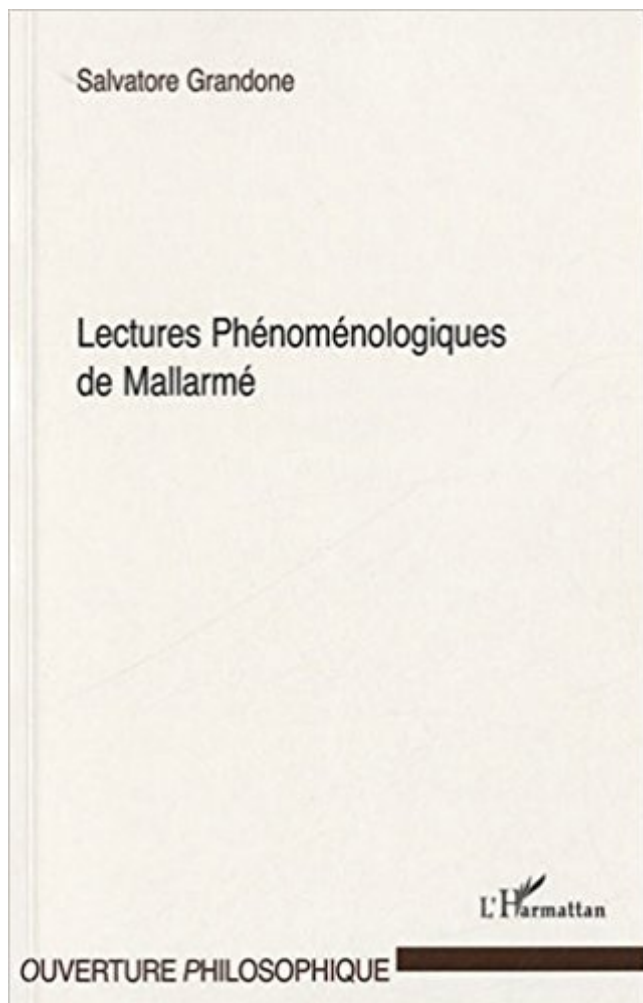 Salvatore Grandone
Lectures Phénoménologiques
de Mallarmé
L'Harmattan
OUVERTURE PHILOSOPHIQUE